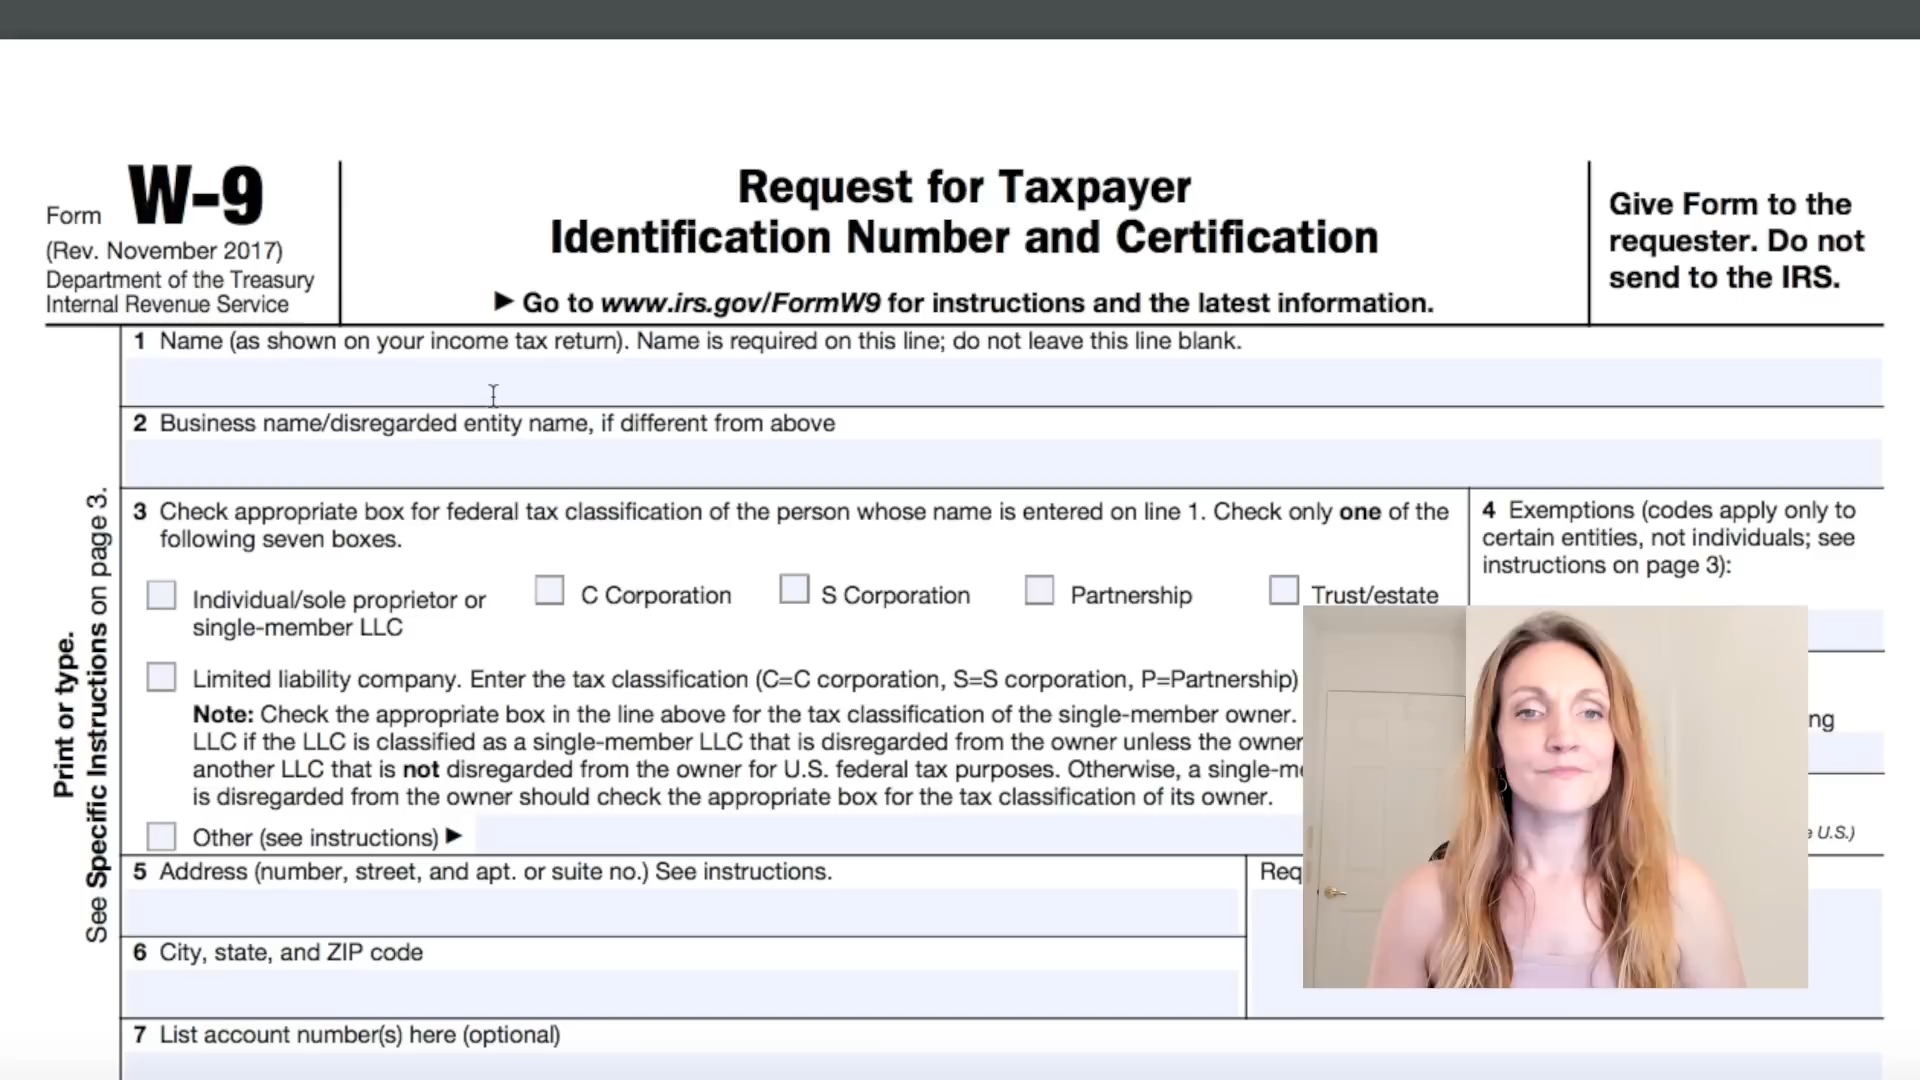 Form W-9
(Rev. November 2017)
Department of the Treasury
Internal Revenue Service
Request for Taxpayer
Identification Number and Certification
▶ Go to www.irs.gov/FormW9 for instructions and the latest information.
Give Form to the
requester. Do not
send to the IRS.
Print or type.
See Specific Instructions on page 3.
1 Name (as shown on your income tax return). Name is required on this line; do not leave this line blank.
2 Business name/disregarded entity name, if different from above
3 Check appropriate box for federal tax classification of the person whose name is entered on line 1. Check only one of the
following seven boxes.
Individual/sole proprietor or
single-member LLC
C Corporation
S Corporation
Partnership
Trust/estate
Limited liability company. Enter the tax classification (C=C corporation, S=S corporation, P=Partnership)
Note: Check the appropriate box in the line above for the tax classification of the single-member owner.
LLC if the LLC is classified as a single-member LLC that is disregarded from the owner unless the owner
another LLC that is not disregarded from the owner for U.S. federal tax purposes. Otherwise, a single-m
is disregarded from the owner should check the appropriate box for the tax classification of its owner.
Other (see instructions) ▶
4 Exemptions (codes apply only to
certain entities, not individuals; see
instructions on page 3):
ng
U.S.)
5 Address (number, street, and apt. or suite no.) See instructions.
Req
6 City, state, and ZIP code
7 List account number(s) here (optional)